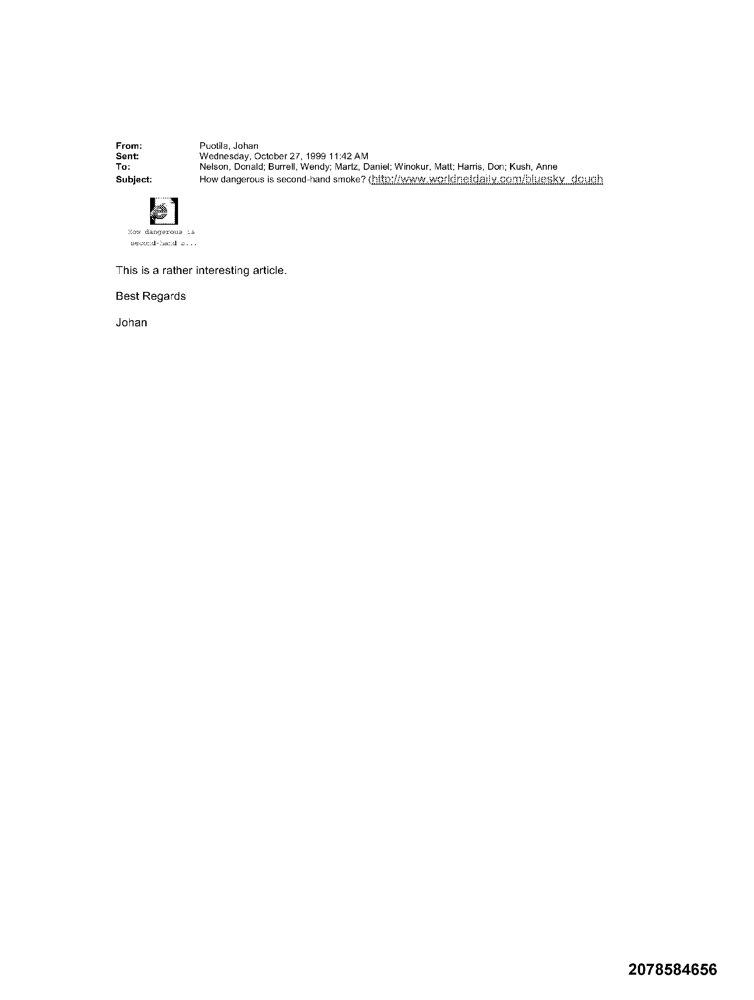 From: Puotila, Johan
Sent: Wednesday, October 27, 1999 11:42 AM
To: Nelson, Donald; Burrell, Wendy; Martz, Daniel; Winokur, Matt; Harris, Don; Kush, Anne
Subject: How dangerous is second-hand smoke? (http://www.worldnetdaily.com/bluesky_dough
How dangerous is
second-hand s...
This is a rather interesting article.
Best Regards
Johan
2078584656